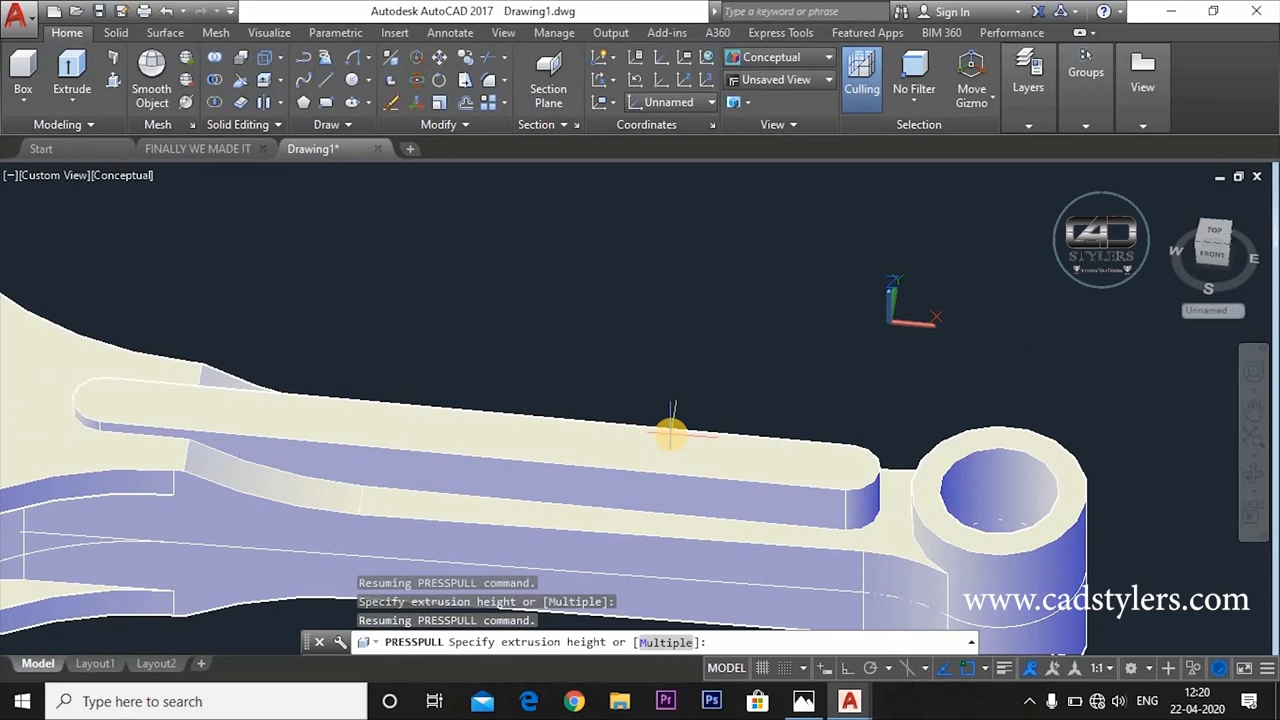 Autodesk AutoCAD 2017 Drawing1.dwg
Type a keyword or phrase
Sign In
Home Solid Surface Mesh Visualize Parametric Insert Annotate View Manage Output Add-ins A360 Express Tools Featured Apps BIM 360 Performance
Box
Extrude
Smooth
Object
Section
Plane
Conceptual
Unsaved View
Unnamed
Culling
No Filter
Move
Gizmo
Layers
Groups
View
Modeling Mesh Solid Editing Draw Modify Section Coordinates View Selection
Start FINALLY WE MADE IT Drawing1*
[−][Custom View][Conceptual]
CAD
STYLERS
TOP
FRONT
W
E
S
Unnamed
Z
Y
X
Resuming PRESSPULL command.
Specify extrusion height or [Multiple]:
Resuming PRESSPULL command.
PRESSPULL Specify extrusion height or [Multiple]:
www.cadstylers.com
Model Layout1 Layout2
MODEL
1:1
Type here to search
Pr
Ps
A
ENG
12:20
22-04-2020